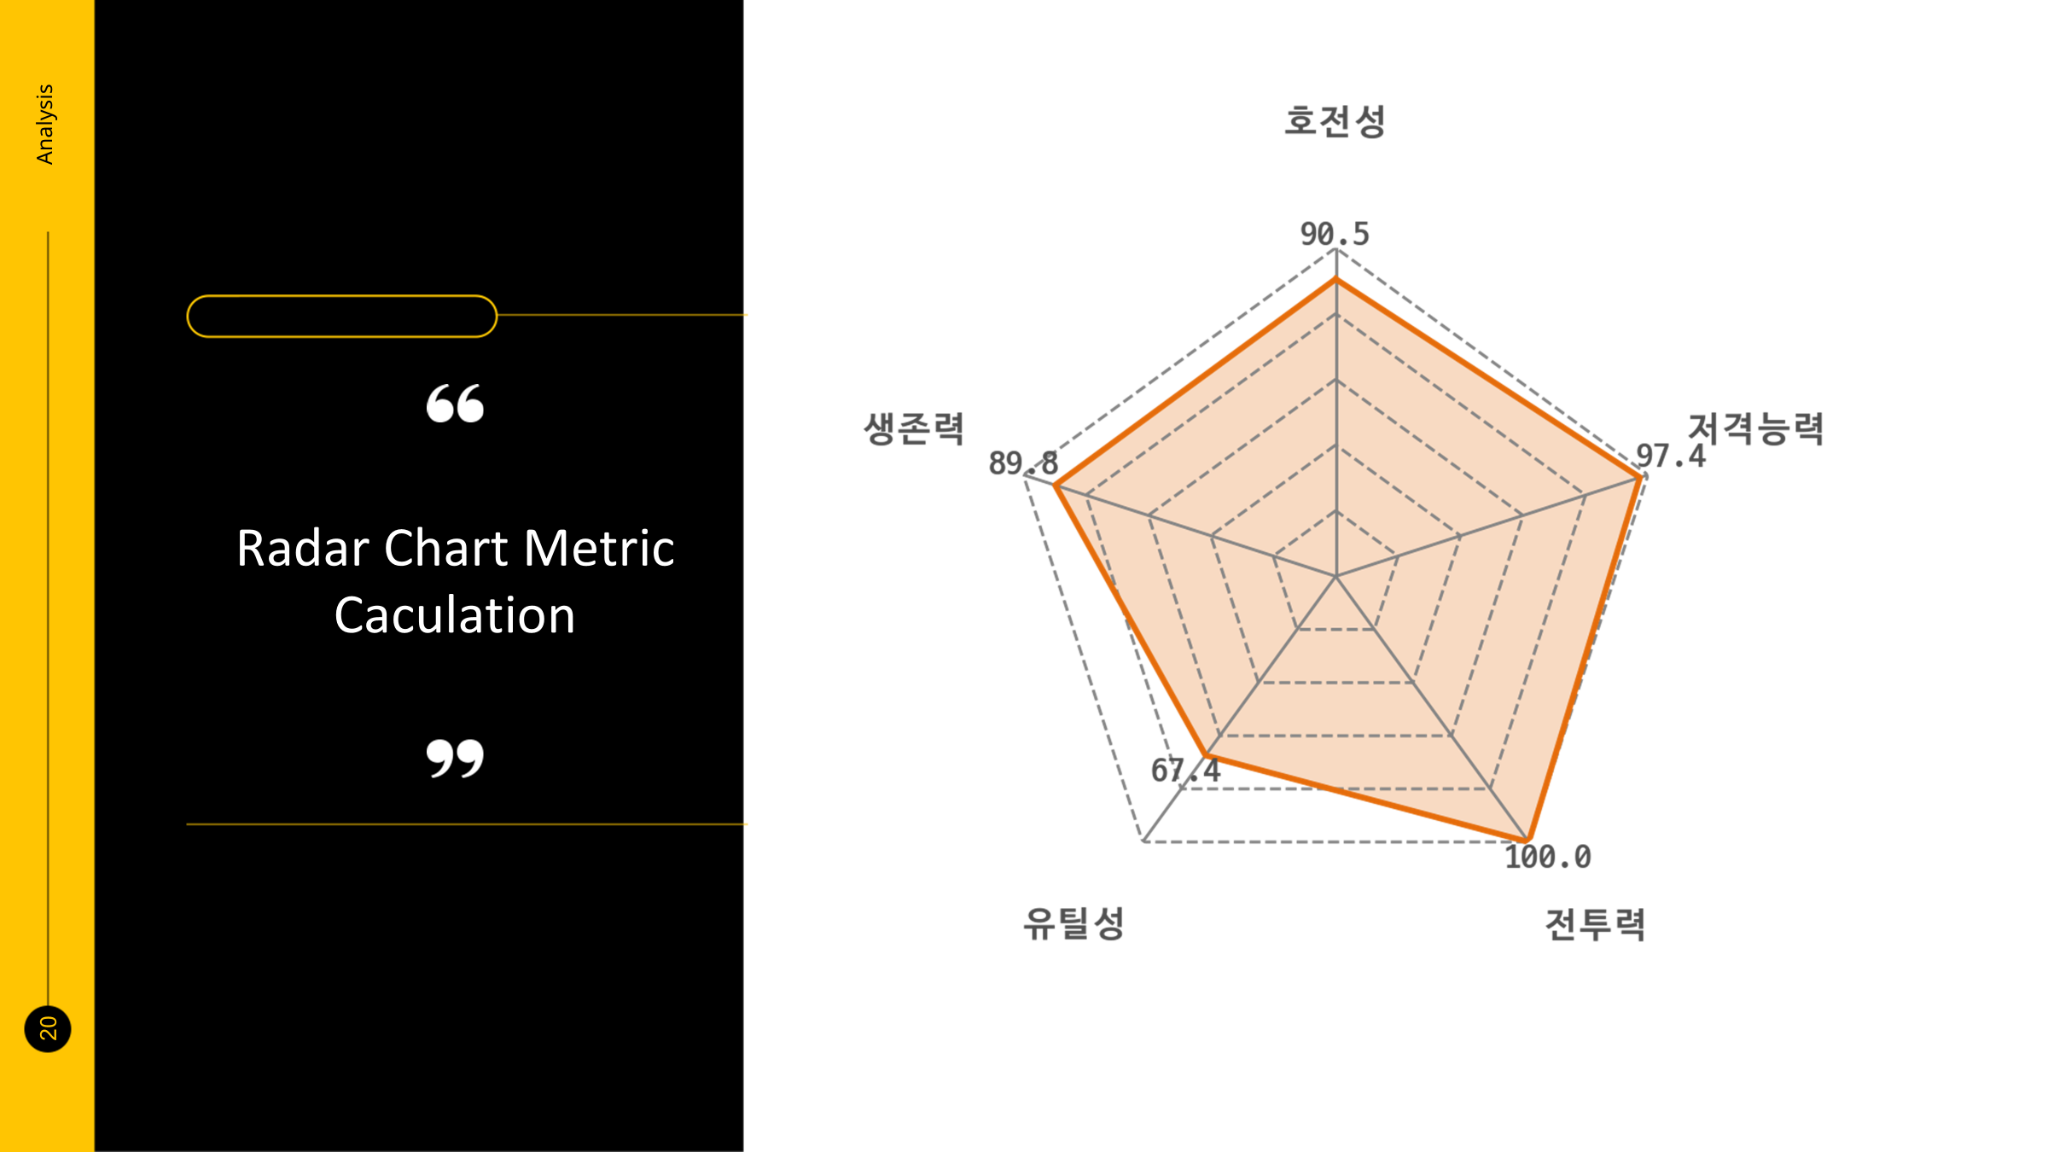 Analysis
20
“
Radar Chart Metric
Caculation
”
호전성
90.5
저격능력
97.4
생존력
89.8
67.4
100.0
유틸성
전투력